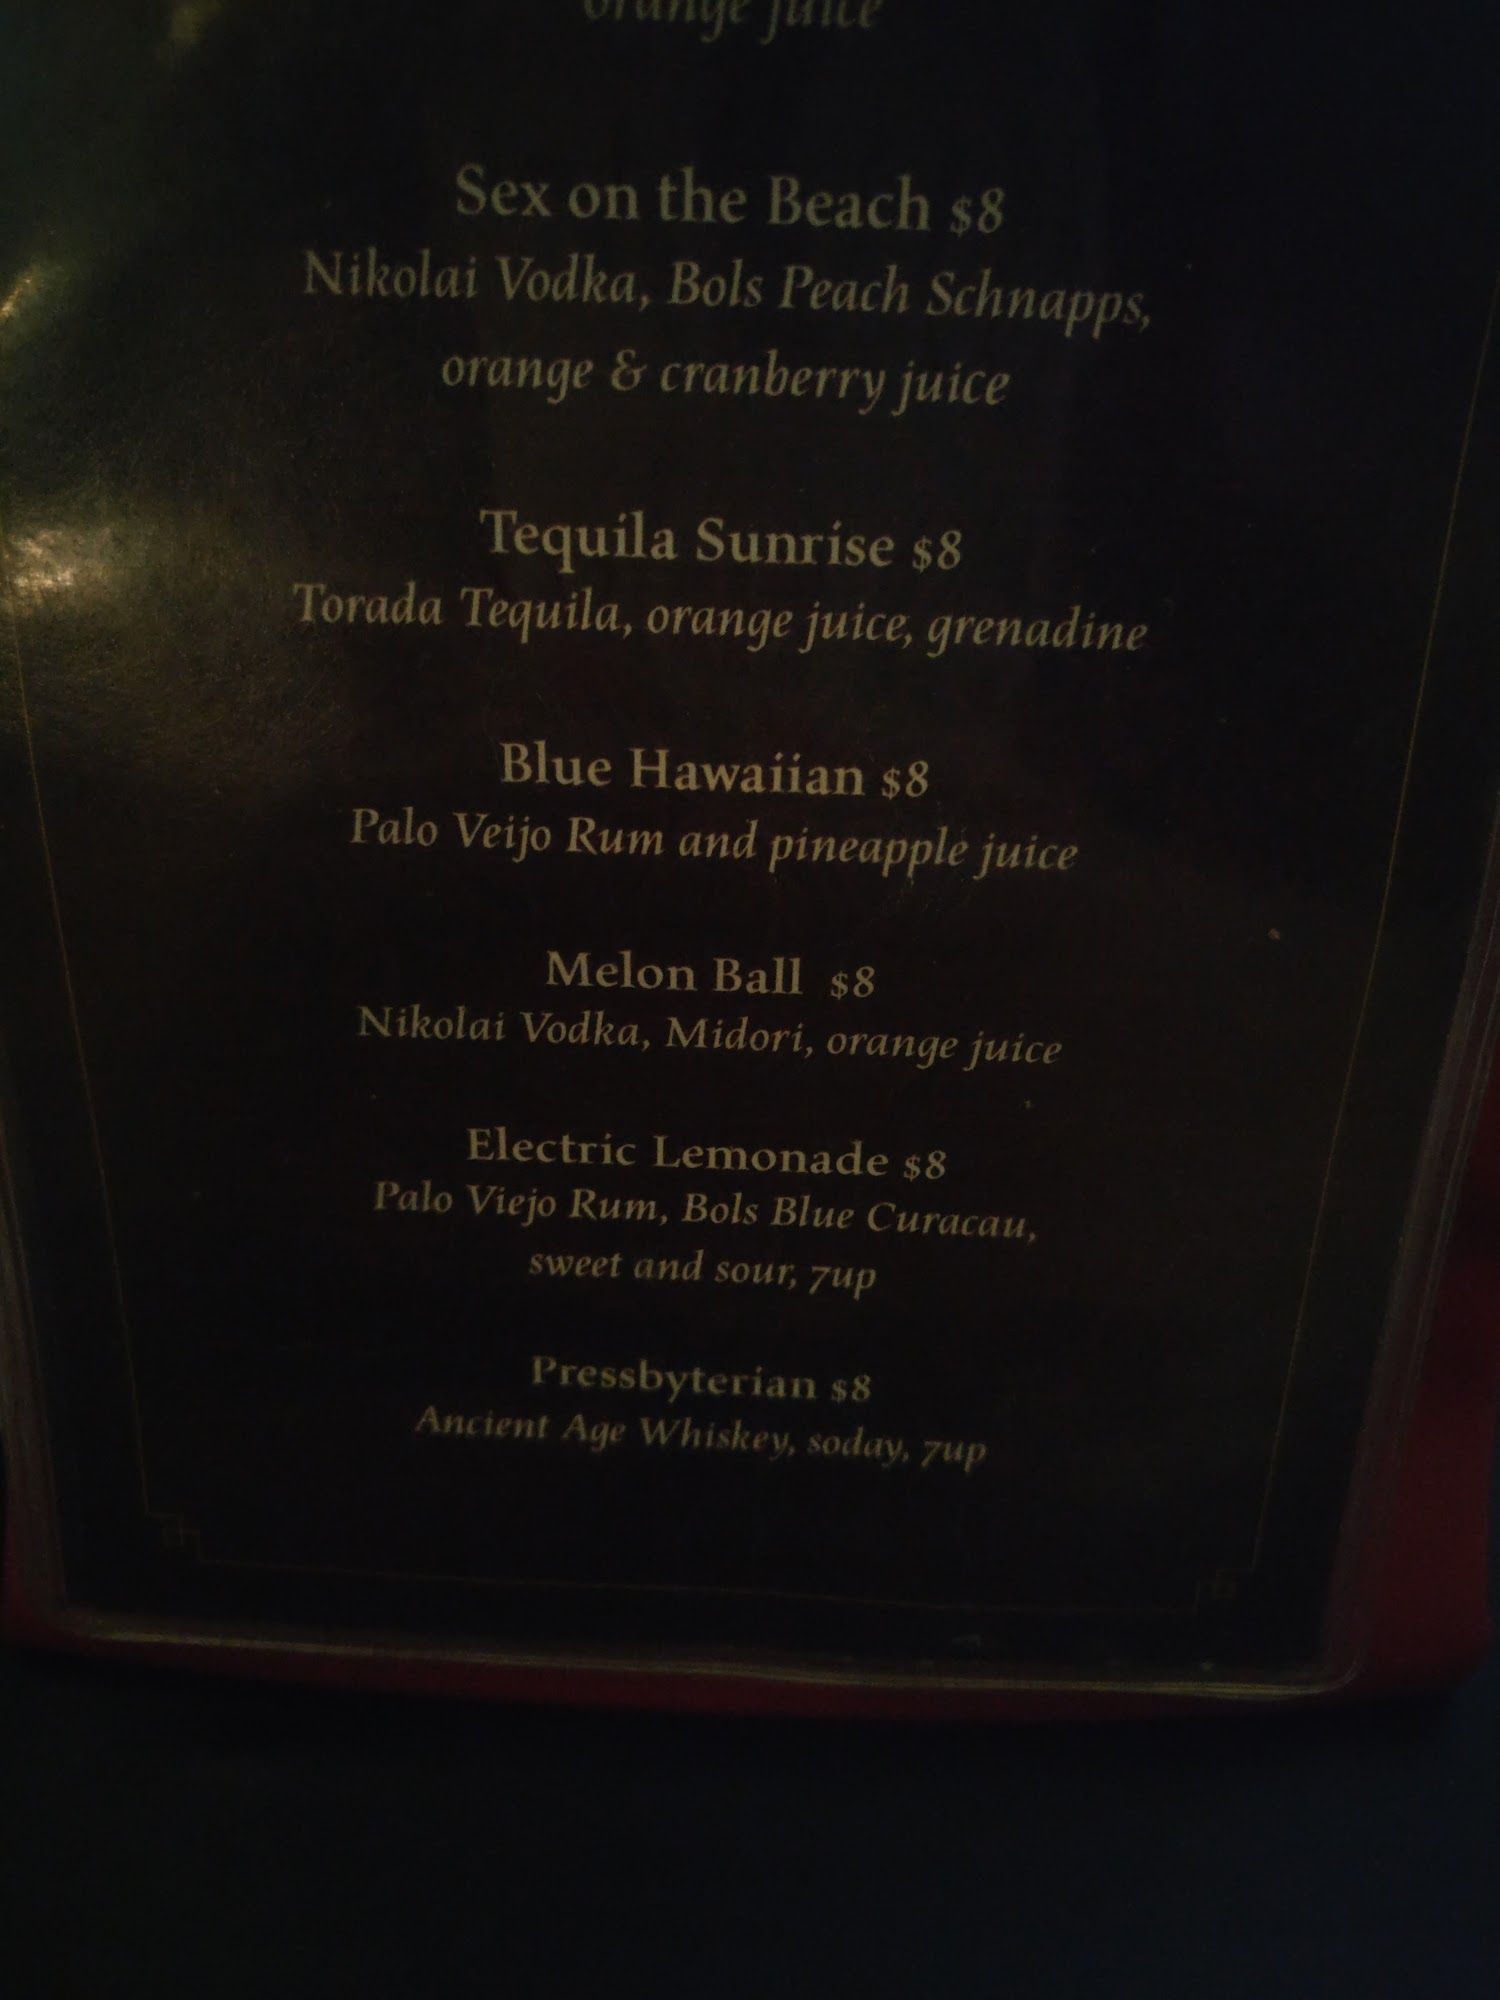 orange juice
Sex on the Beach $8
Nikolai Vodka, Bols Peach Schnapps,
orange & cranberry juice
Tequila Sunrise $8
Torada Tequila, orange juice, grenadine
Blue Hawaiian $8
Palo Veijo Rum and pineapple juice
Melon Ball $8
Nikolai Vodka, Midori, orange juice
Electric Lemonade $8
Palo Viejo Rum, Bols Blue Curacau,
sweet and sour, 7up
Pressbyterian $8
Ancient Age Whiskey, soday, 7up